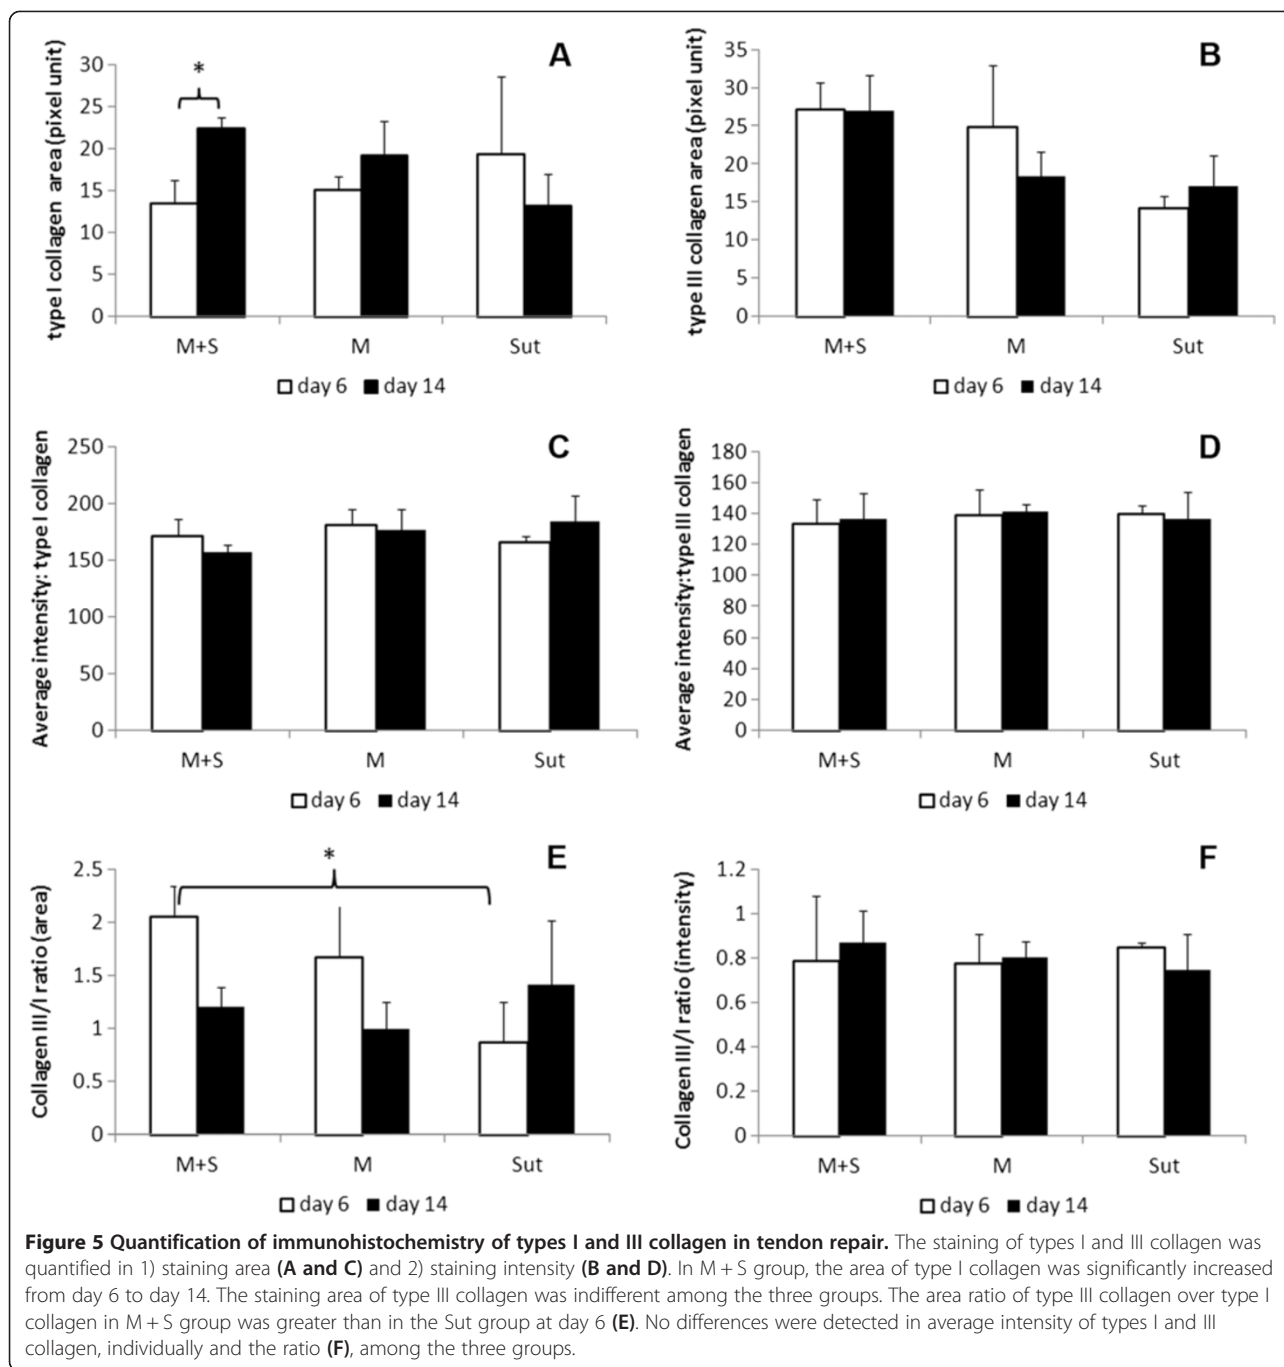 A
type I collagen area (pixel unit)
30
25
20
15
10
5
0
*
M+S
M
Sut
day 6
day 14
B
type III collagen area (pixel unit)
35
30
25
20
15
10
5
0
M+S
M
Sut
day 6
day 14
C
Average intensity: type I collagen
250
200
150
100
50
0
M+S
M
Sut
day 6
day 14
D
Average intensity:type III collagen
180
160
140
120
100
80
60
40
20
0
M+S
M
Sut
day 6
day 14
E
Collagen III/I ratio (area)
2.5
2
1.5
1
0.5
0
*
M+S
M
Sut
day 6
day 14
F
Collagen III/I ratio (intensity)
1.2
1
0.8
0.6
0.4
0.2
0
M+S
M
Sut
day 6
day 14
Figure 5 Quantification of immunohistochemistry of types I and III collagen in tendon repair. The staining of types I and III collagen was
quantified in 1) staining area (A and C) and 2) staining intensity (B and D). In M + S group, the area of type I collagen was significantly increased
from day 6 to day 14. The staining area of type III collagen was indifferent among the three groups. The area ratio of type III collagen over type I
collagen in M + S group was greater than in the Sut group at day 6 (E). No differences were detected in average intensity of types I and III
collagen, individually and the ratio (F), among the three groups.